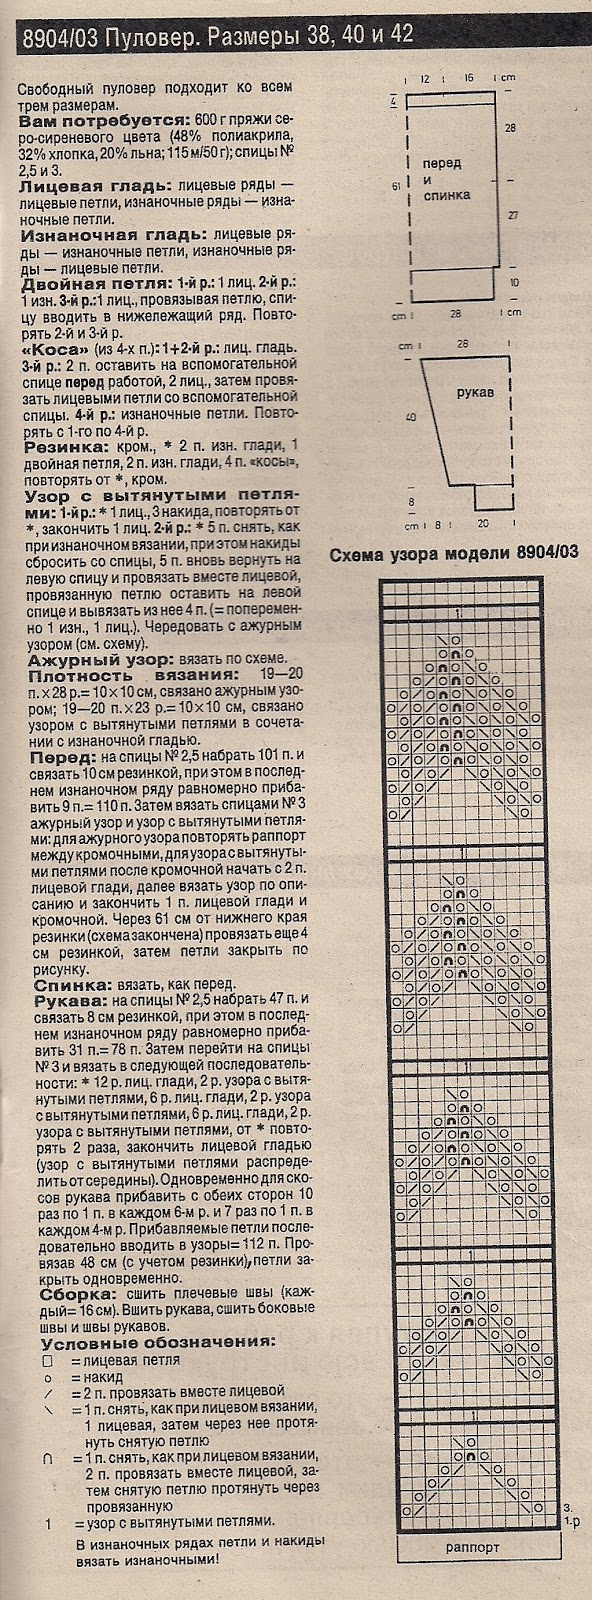 8904/03 Пуловер. Размеры 38, 40 и 42
Свободный пуловер подходит ко всем
трем размерам.
Вам потребуется: 600 г пряжи се-
ро-сиреневого цвета (48% полиакрила,
32% хлопка, 20% льна; 115 м/50 г); спицы №
2,5 и 3.
Лицевая гладь: лицевые ряды —
лицевые петли, изнаночные ряды — изна-
ночные петли.
Изнаночная гладь: лицевые ря-
ды — изнаночные петли, изнаночные ря-
ды — лицевые петли.
Двойная петля: 1-й р.: 1 лиц. 2-й р.:
1 изн. 3-й р.:1 лиц., провязывая петлю, спи-
цу вводить в нижележащий ряд. Повто-
рять 2-й и 3-й р.
«Коса» (из 4-х п.): 1+2-й р.: лиц. гладь.
3-й р.: 2 п. оставить на вспомогательной
спице перед работой, 2 лиц., затем провя-
зать лицевыми петли со вспомогательной
спицы. 4-й р.: изнаночные петли. Повто-
рять с 1-го по 4-й р.
Резинка: кром., * 2 п. изн. глади, 1
двойная петля, 2 п. изн. глади, 4 п. «косы»,
повторять от *, кром.
Узор с вытянутыми петля-
ми: 1-й р.: * 1 лиц., 3 накида, повторять от
*, закончить 1 лиц. 2-й р.: * 5 п. снять, как
при изнаночном вязании, при этом накиды
сбросить со спицы, 5 п. вновь вернуть на
левую спицу и провязать вместе лицевой,
провязанную петлю оставить на левой
спице и вывязать из нее 4 п. (= поперемен-
но 1 изн., 1 лиц.). Чередовать с ажурным
узором (см. схему).
Ажурный узор: вязать по схеме.
Плотность вязания: 19—20
п. х 28 р.= 10 х 10 см, связано ажурным узо-
ром; 19—20 п. х 23 р.= 10 х 10 см, связано
узором с вытянутыми петлями в сочета-
нии с изнаночной гладью.
Перед: на спицы № 2,5 набрать 101 п. и
связать 10 см резинкой, при этом в послед-
нем изнаночном ряду равномерно приба-
вить 9 п.= 110 п. Затем вязать спицами № 3
ажурный узор и узор с вытянутыми петля-
ми: для ажурного узора повторять раппорт
между кромочными, для узора с вытянуты-
ми петлями после кромочной начать с 2 п.
лицевой глади, далее вязать узор по опи-
санию и закончить 1 п. лицевой глади и
кромочной. Через 61 см от нижнего края
резинки (схема закончена) провязать еще 4
см резинкой, затем петли закрыть по
рисунку.
Спинка: вязать, как перед.
Рукава: на спицы № 2,5 набрать 47 п. и
связать 8 см резинкой, при этом в послед-
нем изнаночном ряду равномерно приба-
вить 31 п.= 78 п. Затем перейти на спицы
№ 3 и вязать в следующей последователь-
ности: * 12 р. лиц. глади, 2 р. узора с вытя-
нутыми петлями, 6 р. лиц. глади, 2 р. узора
с вытянутыми петлями, 6 р. лиц. глади, 2 р.
узора с вытянутыми петлями, от * повто-
рять 2 раза, закончить лицевой гладью
(узор с вытянутыми петлями распреде-
лить от середины). Одновременно для ско-
сов рукава прибавить с обеих сторон 10
раз по 1 п. в каждом 6-м р. и 7 раз по 1 п. в
каждом 4-м р. Прибавляемые петли после-
довательно вводить в узоры= 112 п. Про-
вязав 48 см (с учетом резинки), петли за-
крыть одновременно.
Сборка: сшить плечевые швы (каж-
дый= 16 см). Вшить рукава, сшить боковые
швы и швы рукавов.
Условные обозначения:
□ = лицевая петля
o = накид
⁄ = 2 п. провязать вместе лицевой
\ = 1 п. снять, как при лицевом вязании,
1 лицевая, затем через нее протя-
нуть снятую петлю
∩ = 1 п. снять, как при лицевом вязании,
2 п. провязать вместе лицевой, за-
тем снятую петлю протянуть через
провязанную
1 = узор с вытянутыми петлями.
В изнаночных рядах петли и накиды
вязать изнаночными!
12 16 cm
4
28
перед
и
спинка
61
27
10
cm 28 cm
cm 28
рукав
40
8
cm 8 20
Схема узора модели 8904/03
1
1
1
1
1
3.
1.р
раппорт